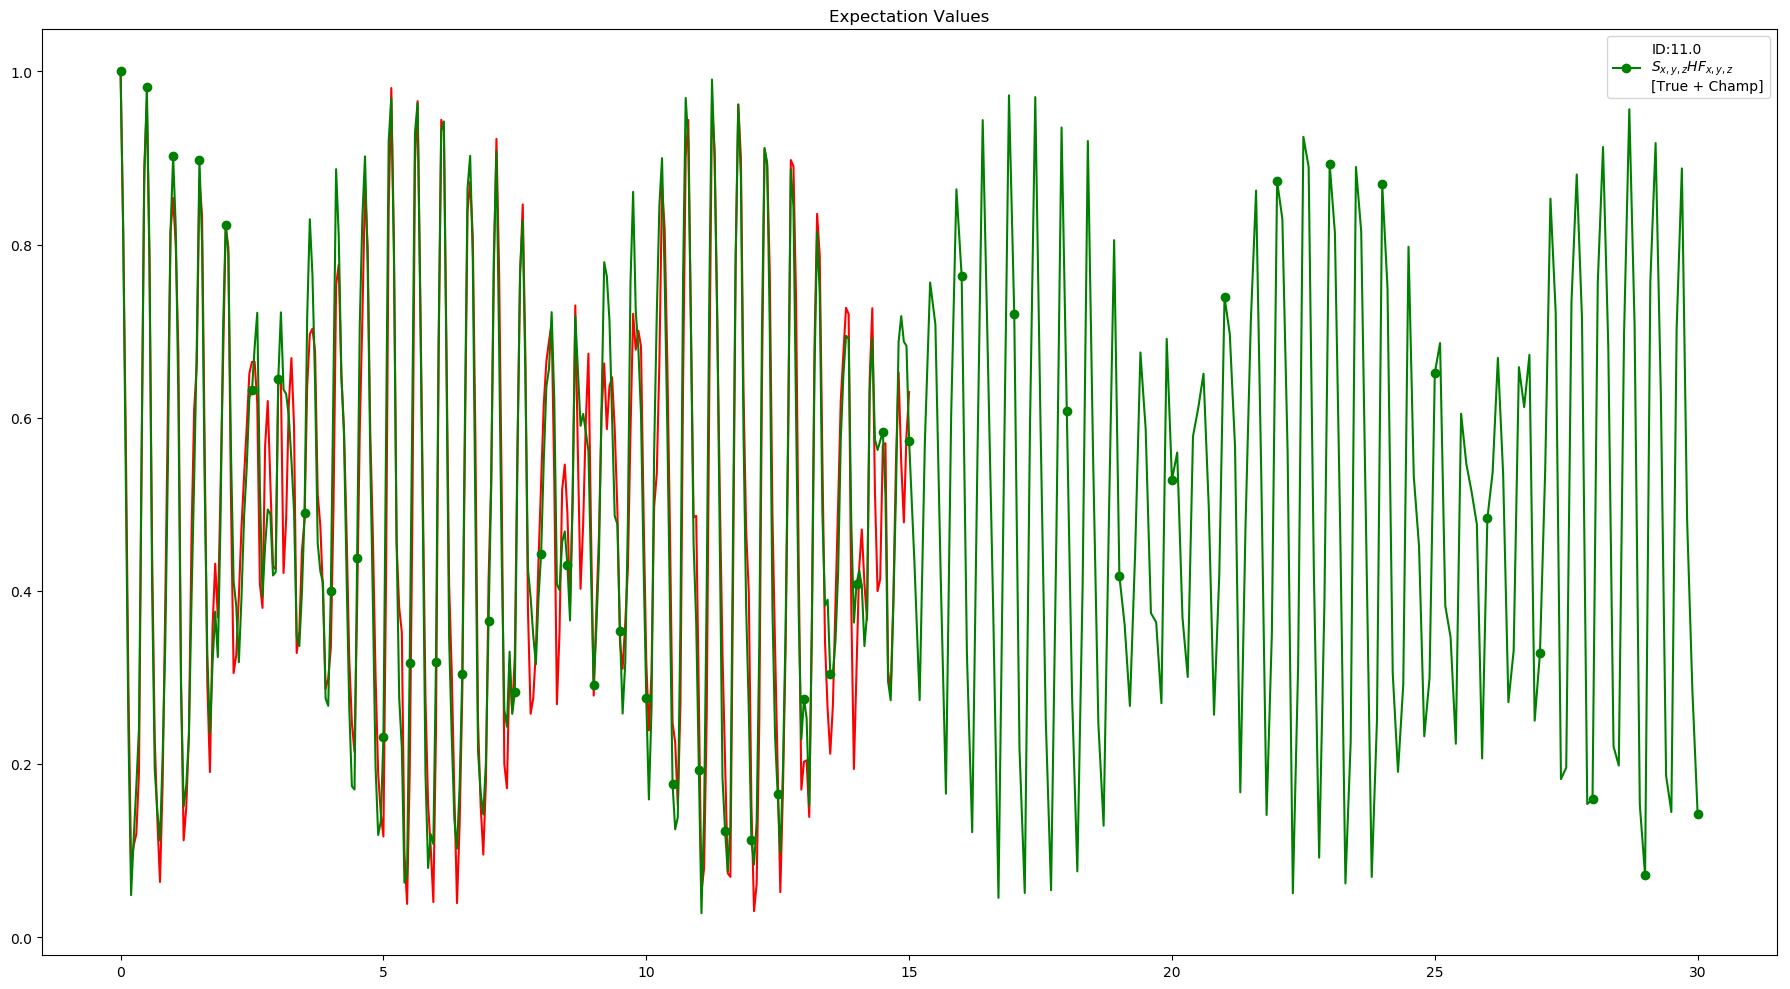 Expectation Values
ID:11.0
S_{x,y,z}HF_{x,y,z}
[True + Champ]
1.0
0.8
0.6
0.4
0.2
0.0
0 5 10 15 20 25 30